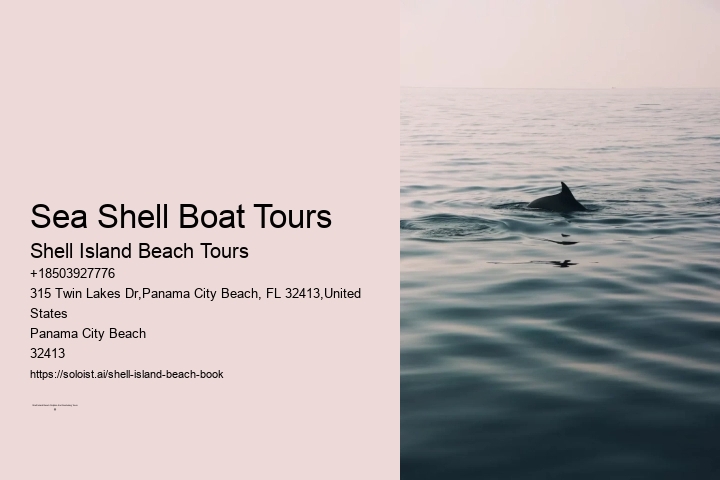 Sea Shell Boat Tours
Shell Island Beach Tours
+18503927776
315 Twin Lakes Dr,Panama City Beach, FL 32413,United
States
Panama City Beach
32413
https://soloist.ai/shell-island-beach-book